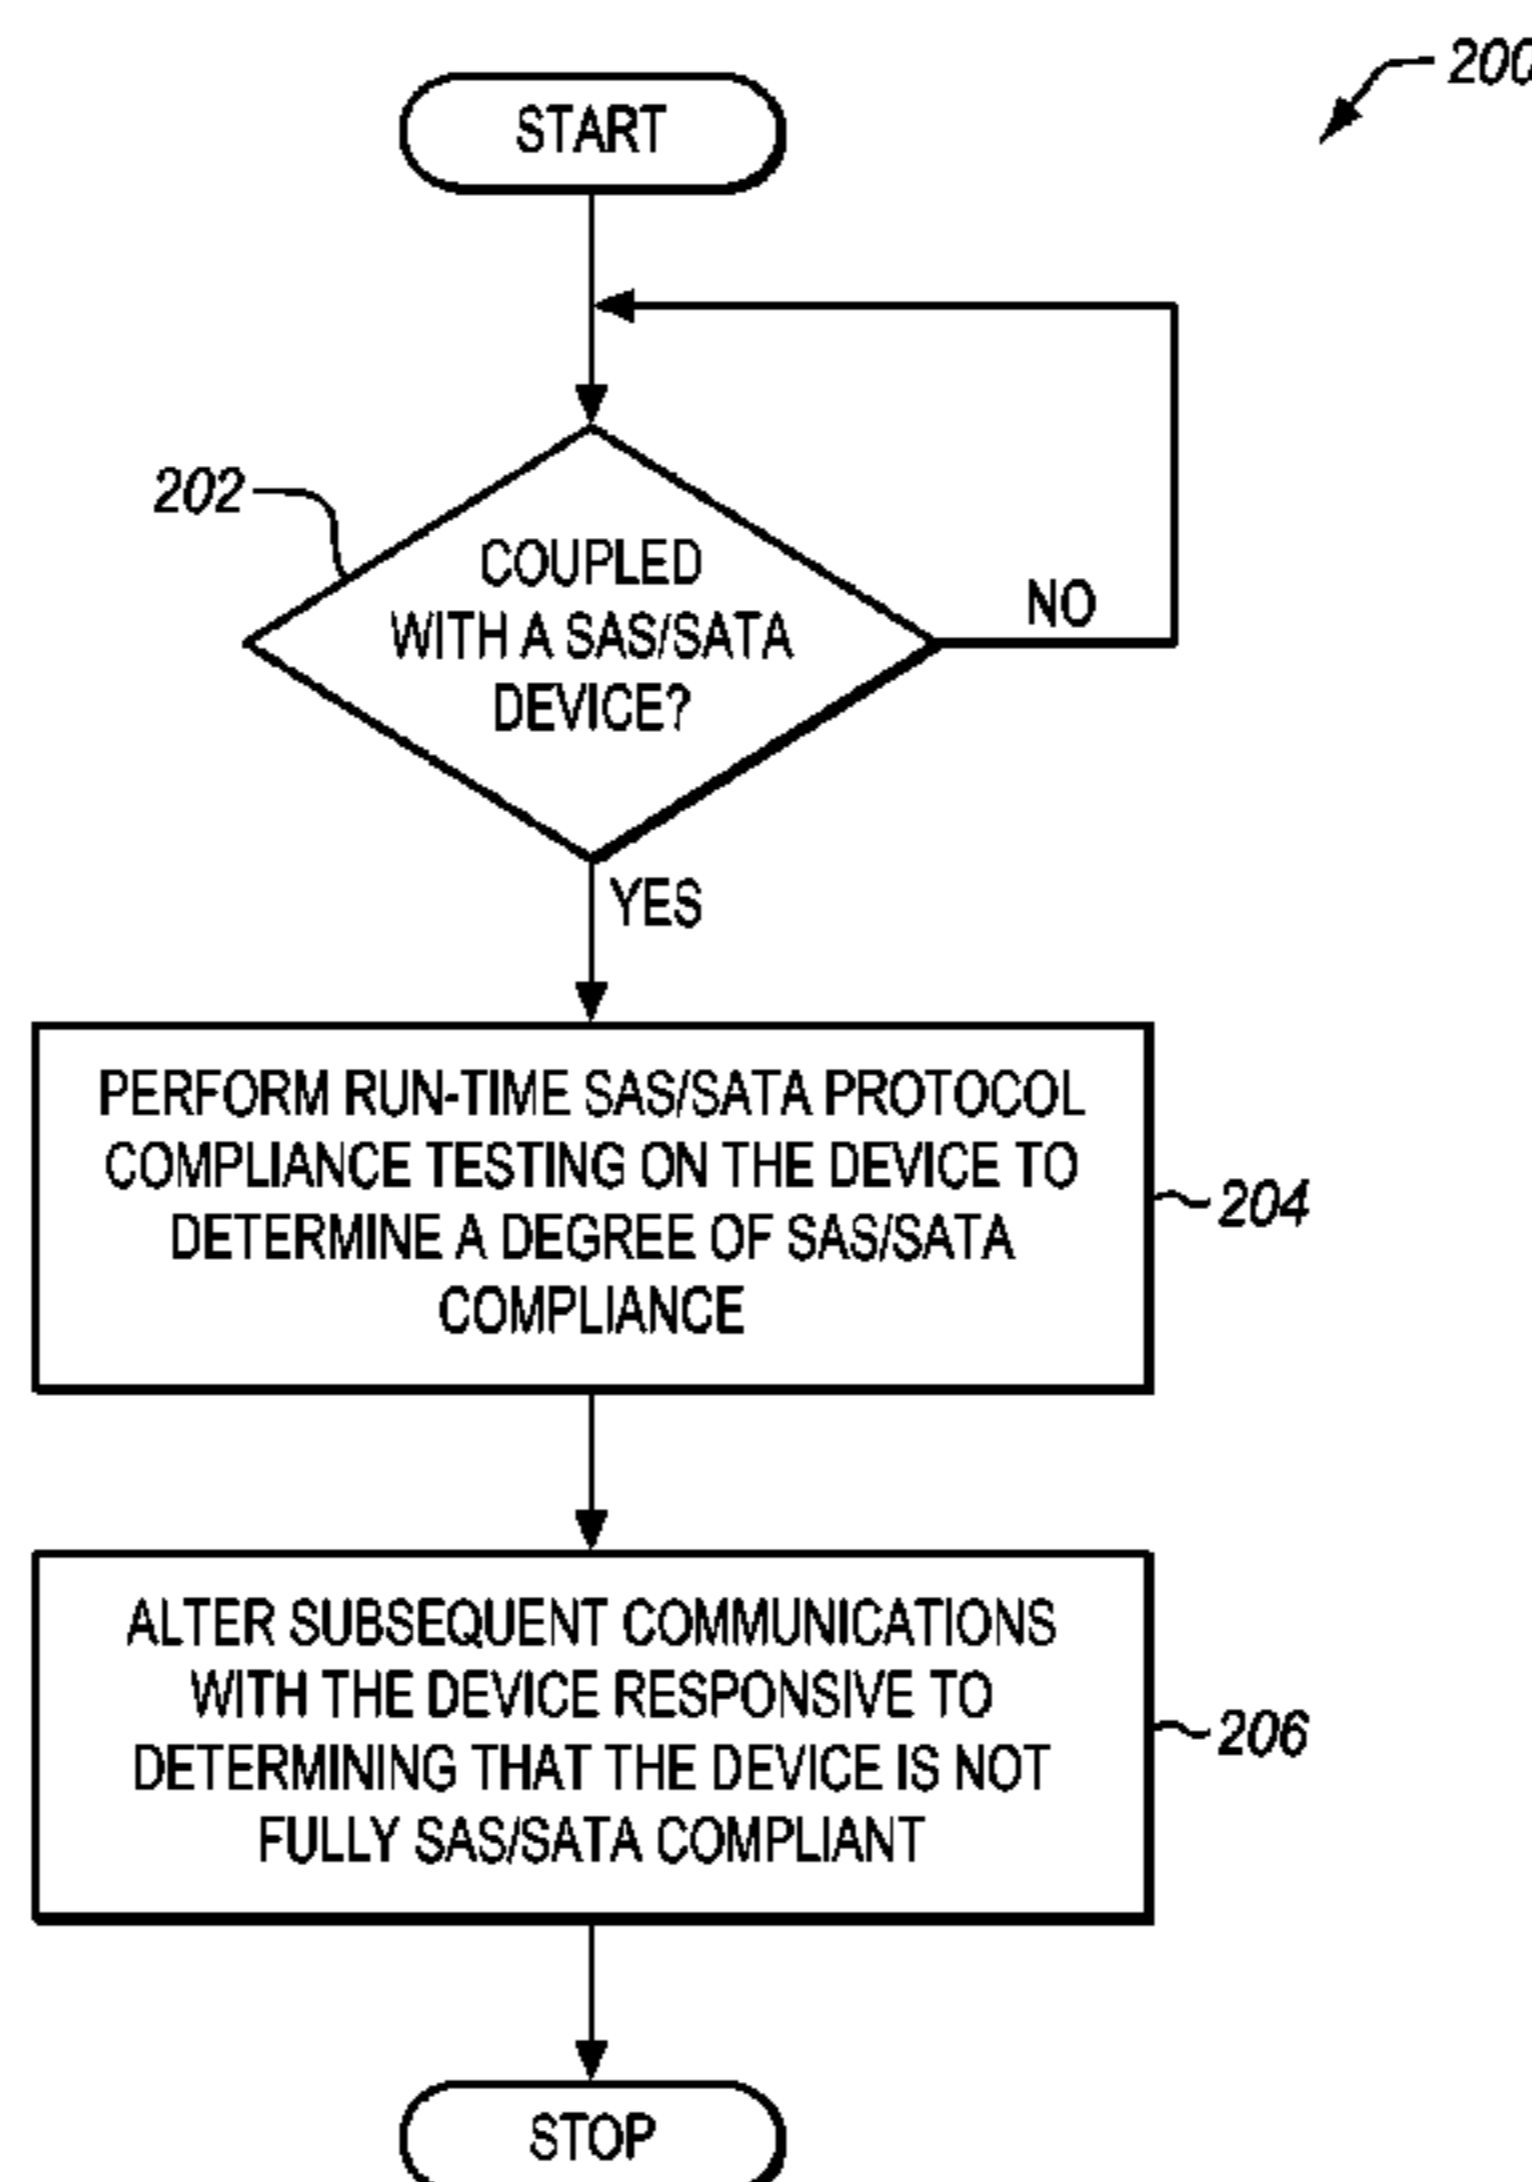 200
START
202
COUPLED
WITH A SAS/SATA
DEVICE?
NO
YES
PERFORM RUN-TIME SAS/SATA PROTOCOL
COMPLIANCE TESTING ON THE DEVICE TO
DETERMINE A DEGREE OF SAS/SATA
COMPLIANCE
204
ALTER SUBSEQUENT COMMUNICATIONS
WITH THE DEVICE RESPONSIVE TO
DETERMINING THAT THE DEVICE IS NOT
FULLY SAS/SATA COMPLIANT
206
STOP